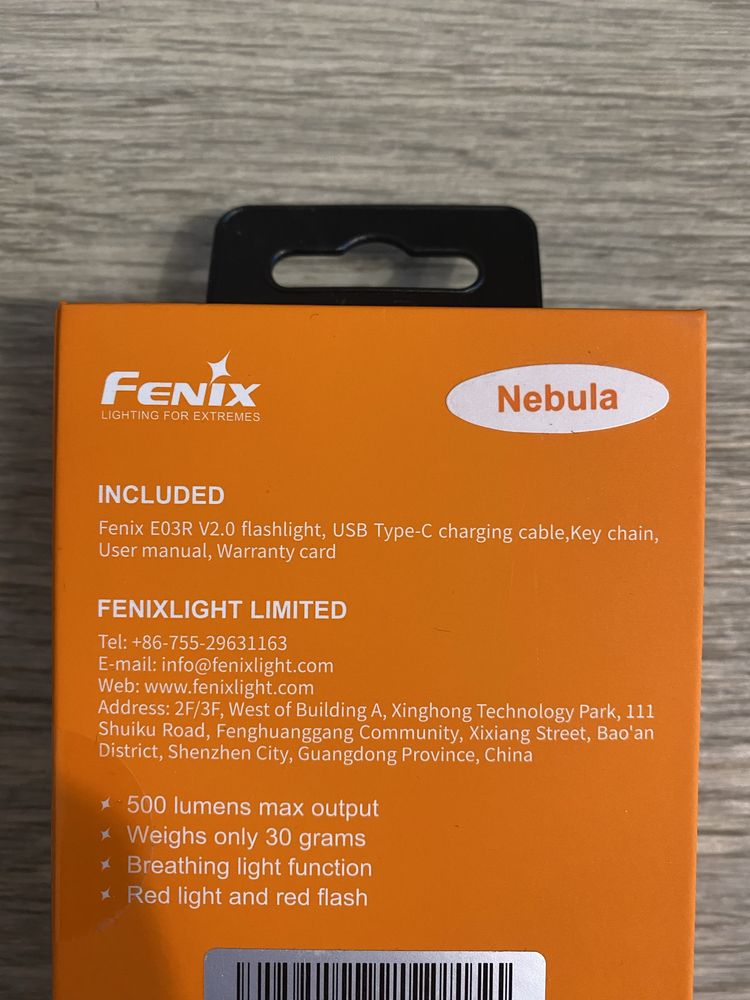 FENIX
LIGHTING FOR EXTREMES
Nebula
INCLUDED
Fenix E03R V2.0 flashlight, USB Type-C charging cable,Key chain,
User manual, Warranty card
FENIXLIGHT LIMITED
Tel: +86-755-29631163
E-mail: info@fenixlight.com
Web: www.fenixlight.com
Address: 2F/3F, West of Building A, Xinghong Technology Park, 111
Shuiku Road, Fenghuanggang Community, Xixiang Street, Bao'an
District, Shenzhen City, Guangdong Province, China
500 lumens max output
Weighs only 30 grams
Breathing light function
Red light and red flash